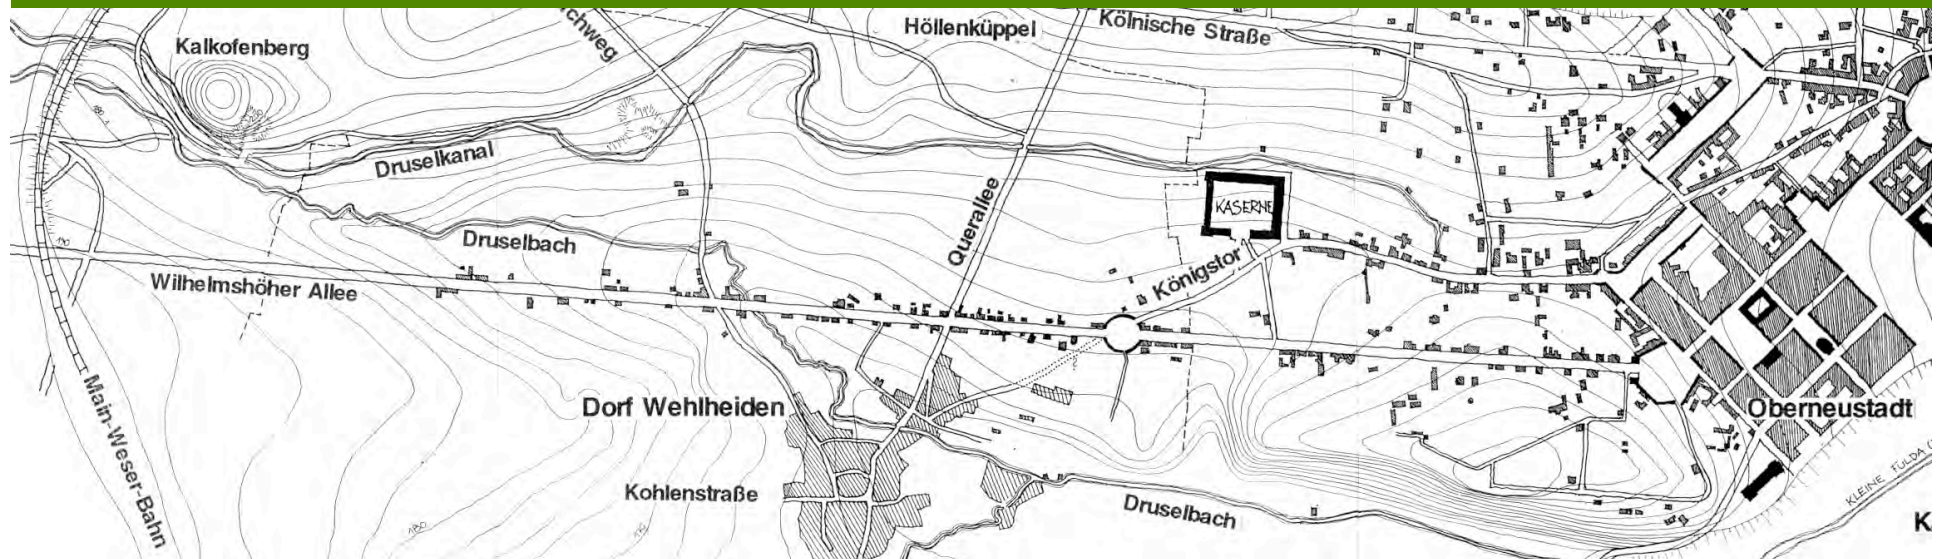 Höllenküppel
Kölnische Straße
Kalkofenberg
Druselkanal
KASERNE
Querallee
Druselbach
Königstor
Wilhelmshöher Allee
Main-Weser-Bahn
Dorf Wehlheiden
Oberneustadt
Kohlenstraße
Druselbach
KLEINE FULDA
180